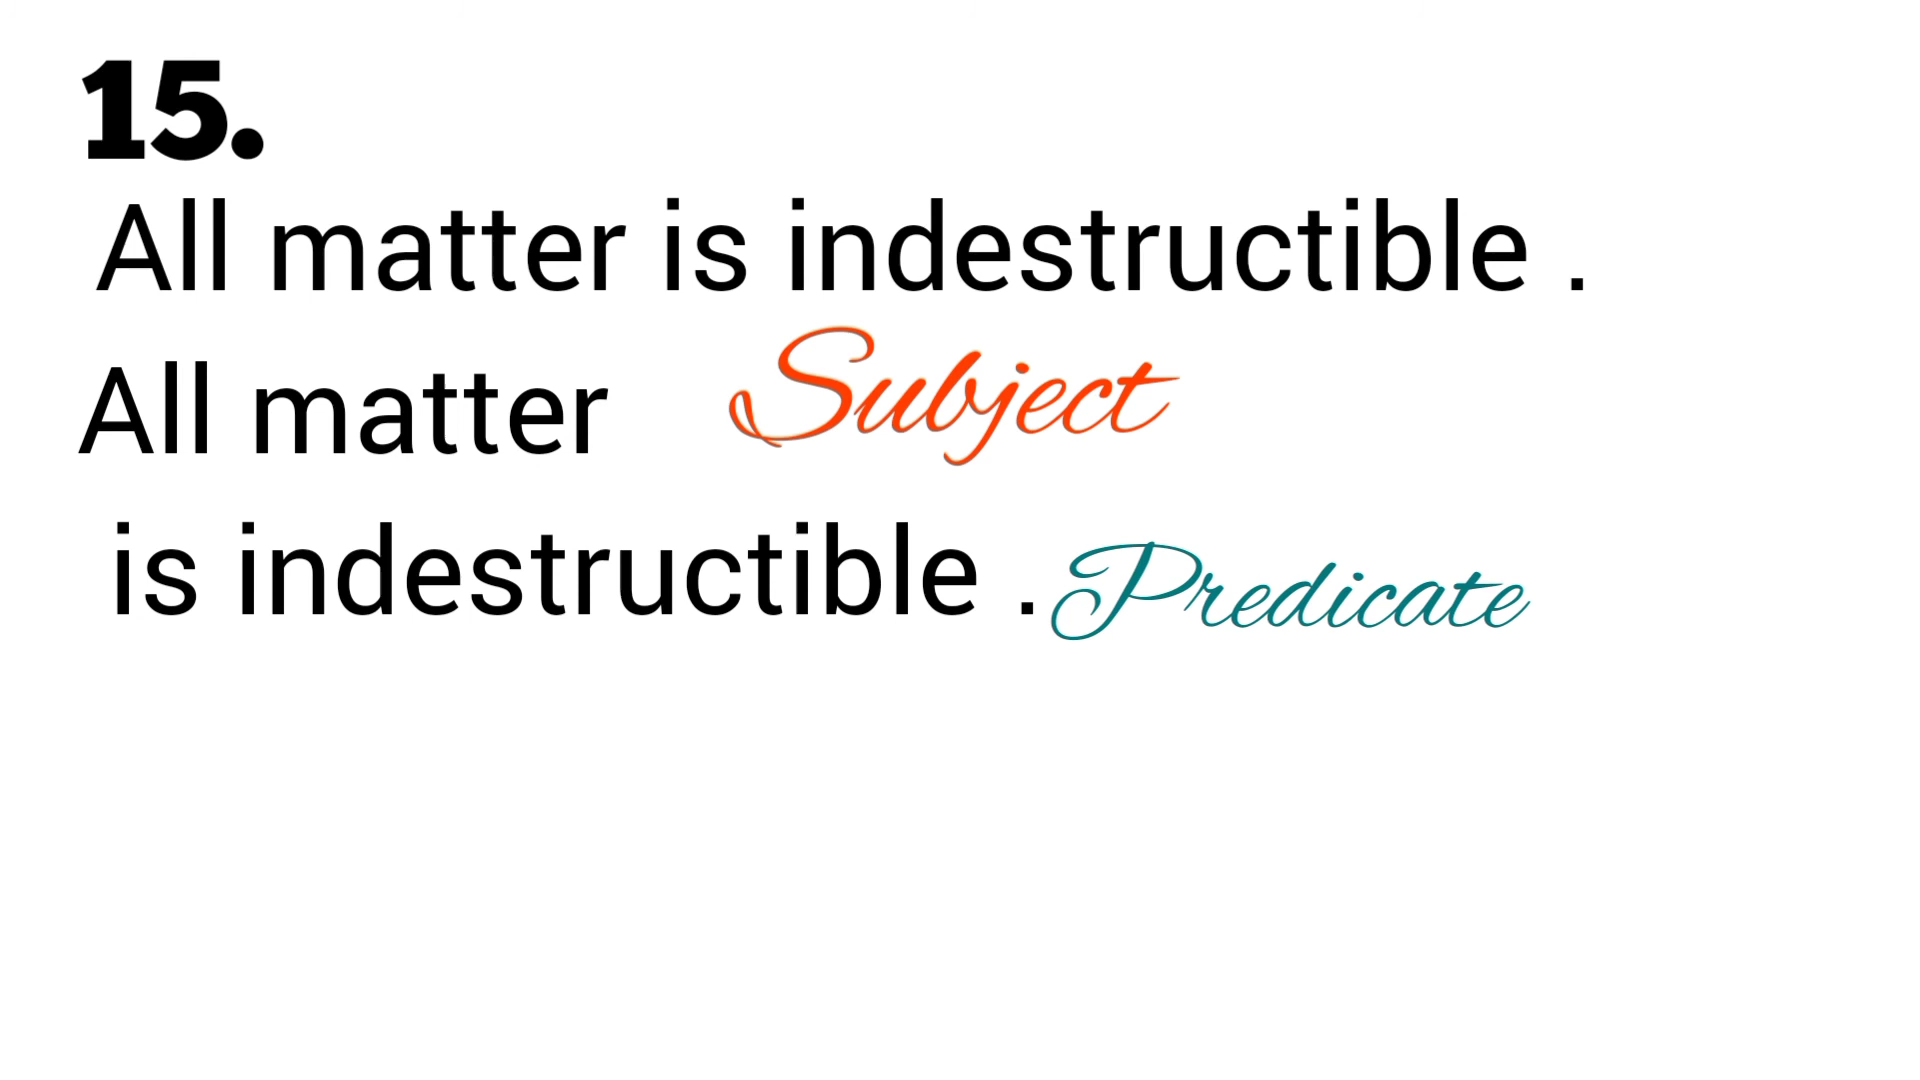 15.
All matter is indestructible .
All matter Subject
is indestructible . Predicate